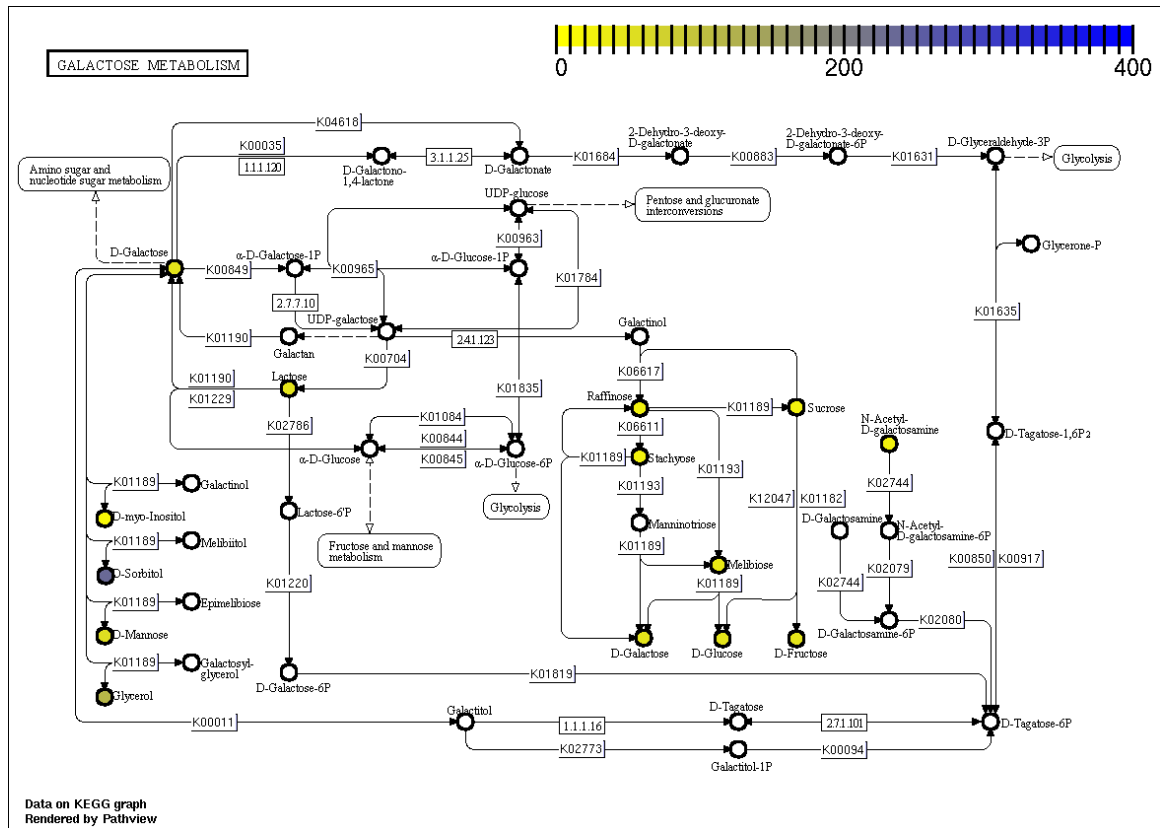 GALACTOSE METABOLISM
0
200
400
K04618
K00035
1.1.1.120
D-Galactono-
1,4-lactone
3.1.1.25
D-Galactonate
K01684
2-Dehydro-3-deoxy-
D-galactonate
K00883
2-Dehydro-3-deoxy-
D-galactonate-6P
K01631
D-Glyceraldehyde-3P
Glycolysis
Amino sugar and
nucleotide sugar metabolism
UDP-glucose
Pentose and glucuronate
interconversions
K00963
Glycerone-P
D-Galactose
K00849
α-D-Galactose-1P
K00965
α-D-Glucose-1P
K01784
2.7.7.10
UDP-galactose
K01635
K01190
Galactan
K00704
2.4.1.123
Galactinol
K01190
K01229
Lactose
K01835
K06617
Raffinose
K01189
Sucrose
K02786
K01084
K00844
K00845
α-D-Glucose
α-D-Glucose-6P
K06611
K01189
Stachyose
K01193
N-Acetyl-
D-galactosamine
D-Tagatose-1,6P2
K01189
Galactinol
D-myo-Inositol
Lactose-6'P
Glycolysis
K01193
Manninotriose
K12047
K01182
K02744
D-Galactosamine
N-Acetyl-
D-galactosamine-6P
K01189
Melibiitol
D-Sorbitol
Fructose and mannose
metabolism
K01189
Melibiose
K01189
K02744
K02079
K00850
K00917
K01220
K01189
Epimelibiose
D-Mannose
D-Galactose
D-Glucose
D-Fructose
D-Galactosamine-6P
K02080
K01189
Galactosyl-
glycerol
Glycerol
D-Galactose-6P
K01819
K00011
Galactitol
1.1.1.16
D-Tagatose
2.7.1.101
D-Tagatose-6P
K02773
Galactitol-1P
K00094
Data on KEGG graph
Rendered by Pathview